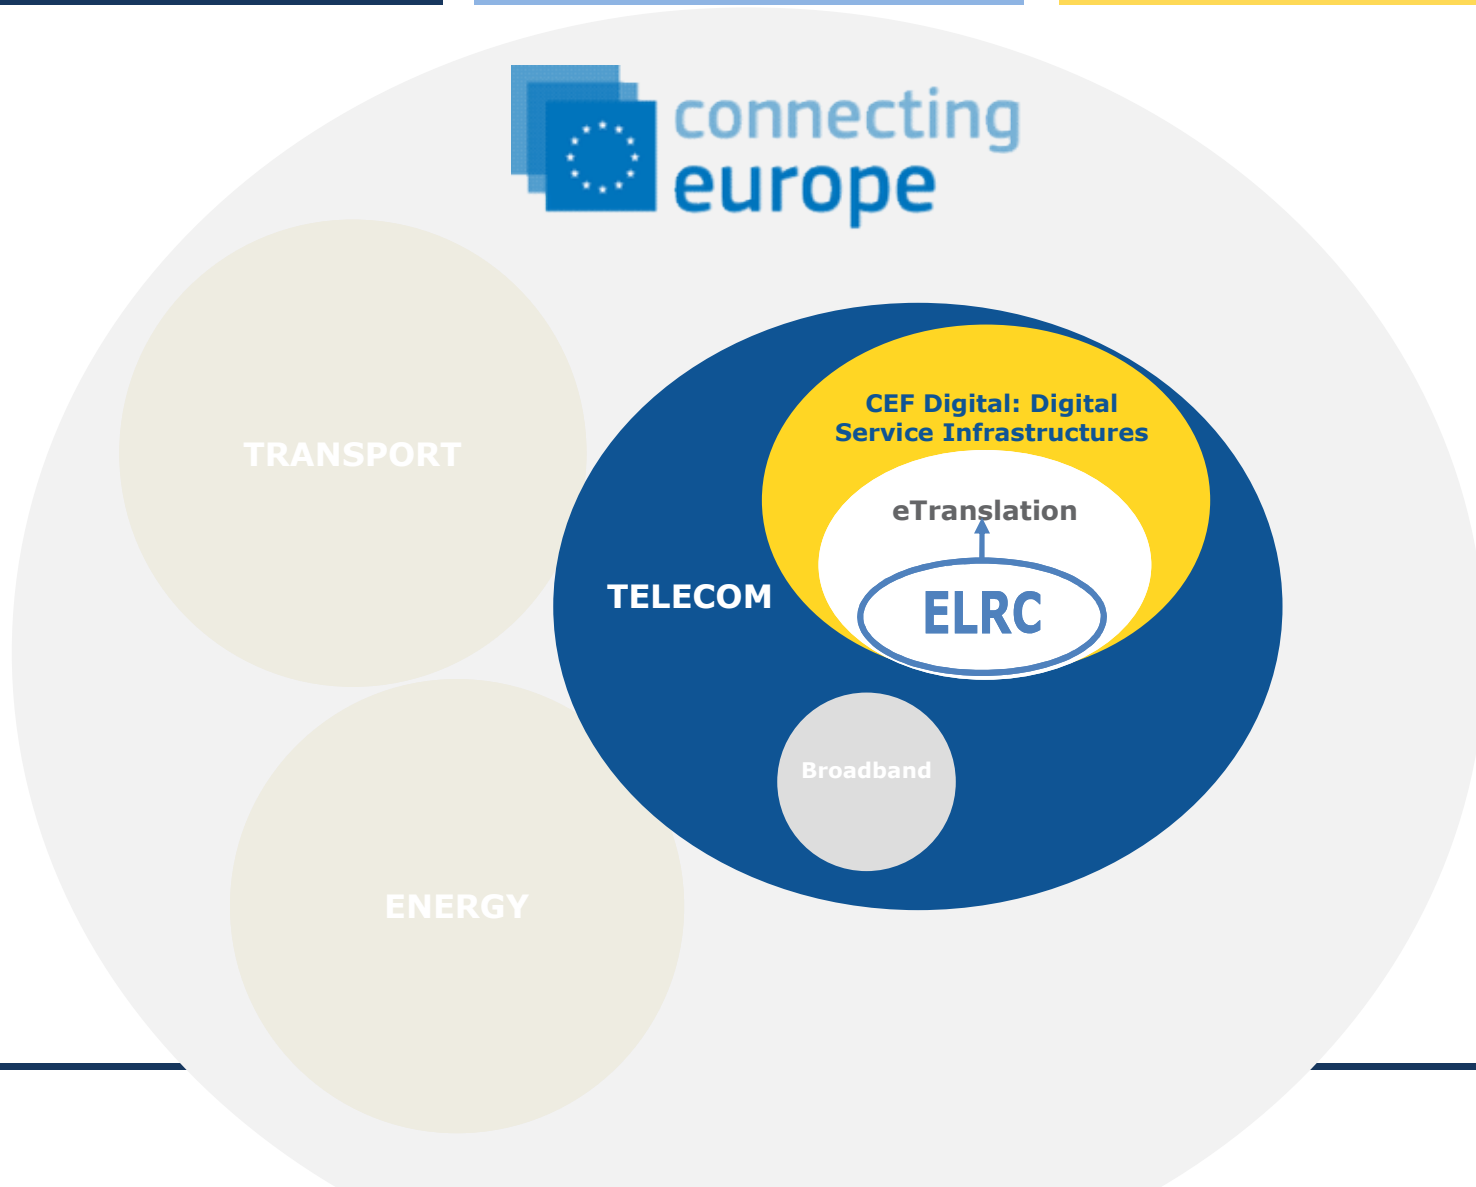 connecting
europe
TRANSPORT
CEF Digital: Digital
Service Infrastructures
eTranslation
TELECOM
ELRC
Broadband
ENERGY